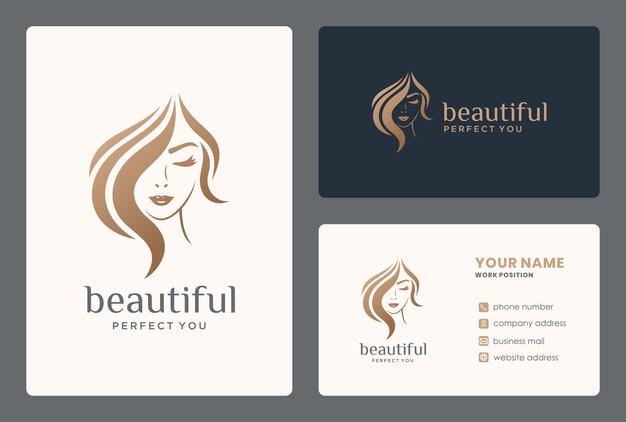 beautiful
PERFECT YOU
beautiful
PERFECT YOU
beautiful
PERFECT YOU
YOUR NAME
WORK POSITION
phone number
company address
business mail
website address